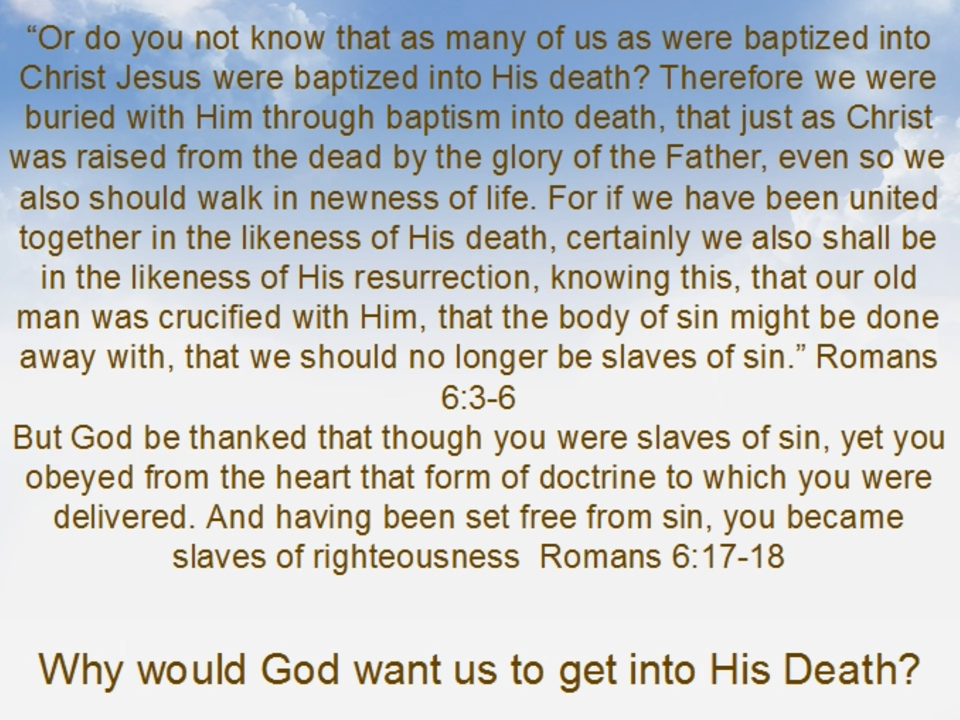 “Or do you not know that as many of us as were baptized into
Christ Jesus were baptized into His death? Therefore we were
buried with Him through baptism into death, that just as Christ
was raised from the dead by the glory of the Father, even so we
also should walk in newness of life. For if we have been united
together in the likeness of His death, certainly we also shall be
in the likeness of His resurrection, knowing this, that our old
man was crucified with Him, that the body of sin might be done
away with, that we should no longer be slaves of sin.” Romans
6:3-6
But God be thanked that though you were slaves of sin, yet you
obeyed from the heart that form of doctrine to which you were
delivered. And having been set free from sin, you became
slaves of righteousness  Romans 6:17-18
Why would God want us to get into His Death?